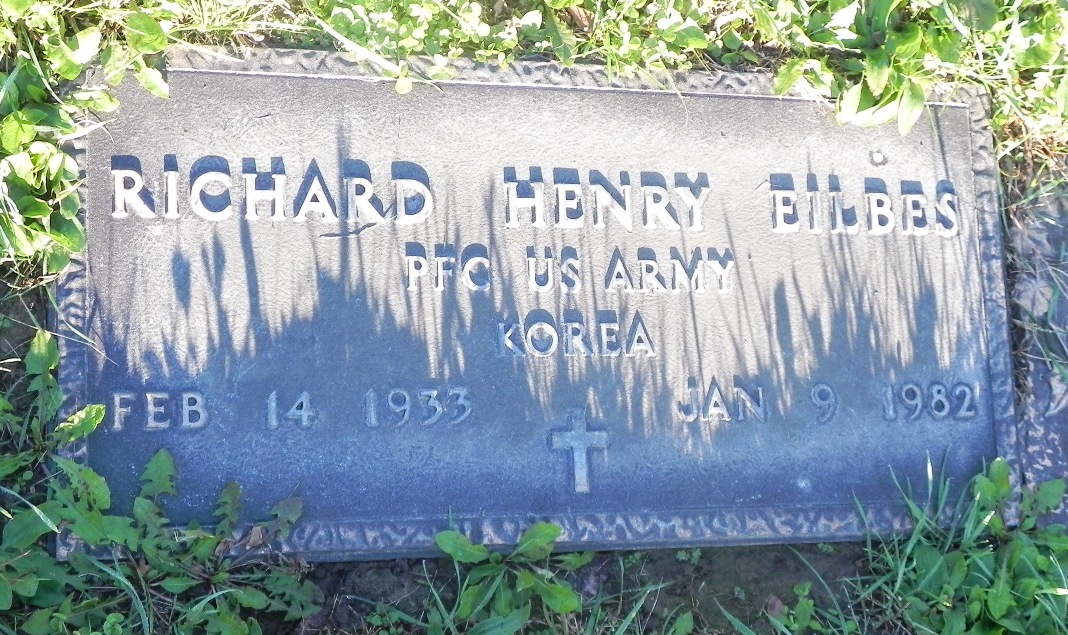 RICHARD HENRY EILBES
PFC US ARMY
KOREA
FEB 14 1933 JAN 9 1982